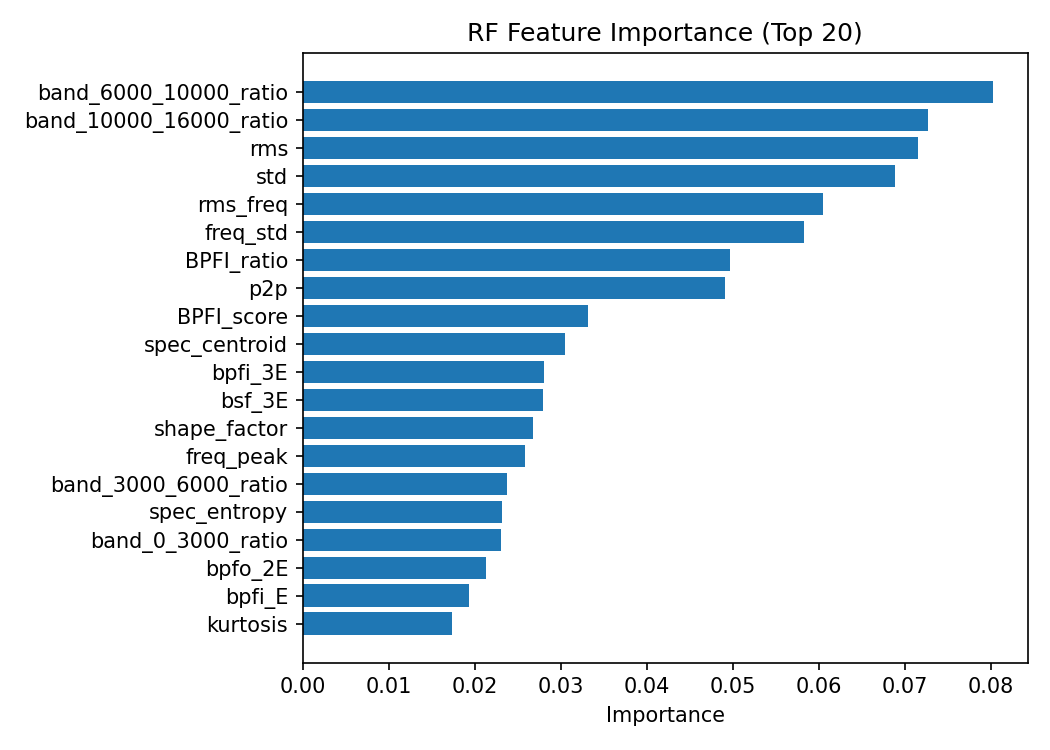 RF Feature Importance (Top 20)
band_6000_10000_ratio
band_10000_16000_ratio
rms
std
rms_freq
freq_std
BPFI_ratio
p2p
BPFI_score
spec_centroid
bpfi_3E
bsf_3E
shape_factor
freq_peak
band_3000_6000_ratio
spec_entropy
band_0_3000_ratio
bpfo_2E
bpfi_E
kurtosis
0.00 0.01 0.02 0.03 0.04 0.05 0.06 0.07 0.08
Importance